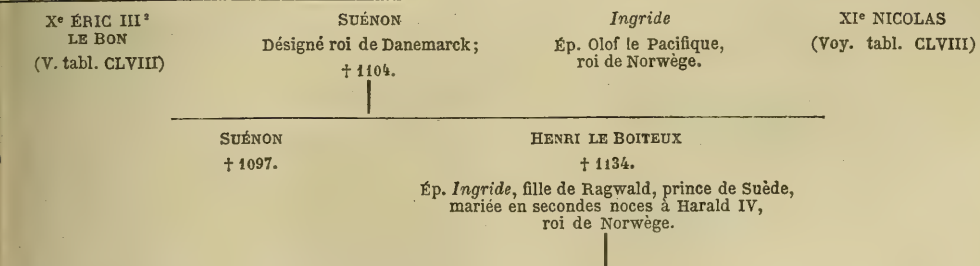 Xᵉ ÉRIC III²
LE BON
(V. tabl. CLVIII)
SUÉNON
Désigné roi de Danemarck;
† 1104.
Ingride
Ép. Olof le Pacifique,
roi de Norwège.
XIᵉ NICOLAS
(Voy. tabl. CLVIII)
SUÉNON
† 1097.
HENRI LE BOITEUX
† 1134.
Ép. Ingride, fille de Ragwald, prince de Suède,
mariée en secondes noces à Harald IV,
roi de Norwège.